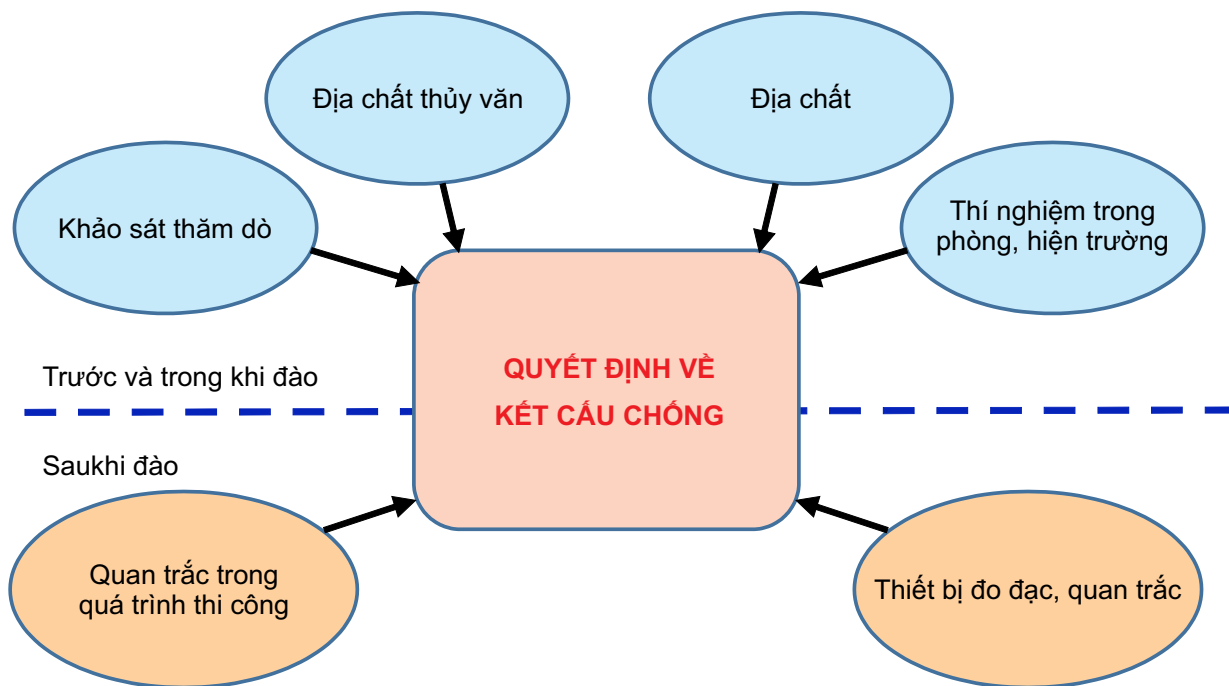 Địa chất thủy văn
Địa chất
Khảo sát thăm dò
Thí nghiệm trong
phòng, hiện trường
QUYẾT ĐỊNH VỀ
KẾT CẤU CHỐNG
Trước và trong khi đào
Saukhi đào
Quan trắc trong
quá trình thi công
Thiết bị đo đạc, quan trắc